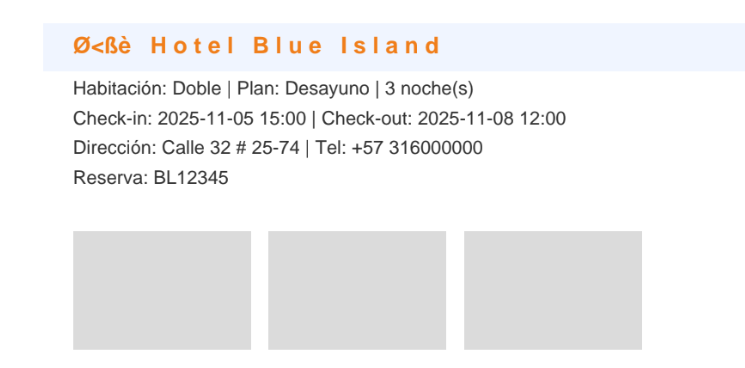 Ø<ßè Hotel Blue Island
Habitación: Doble | Plan: Desayuno | 3 noche(s)
Check-in: 2025-11-05 15:00 | Check-out: 2025-11-08 12:00
Dirección: Calle 32 # 25-74 | Tel: +57 316000000
Reserva: BL12345